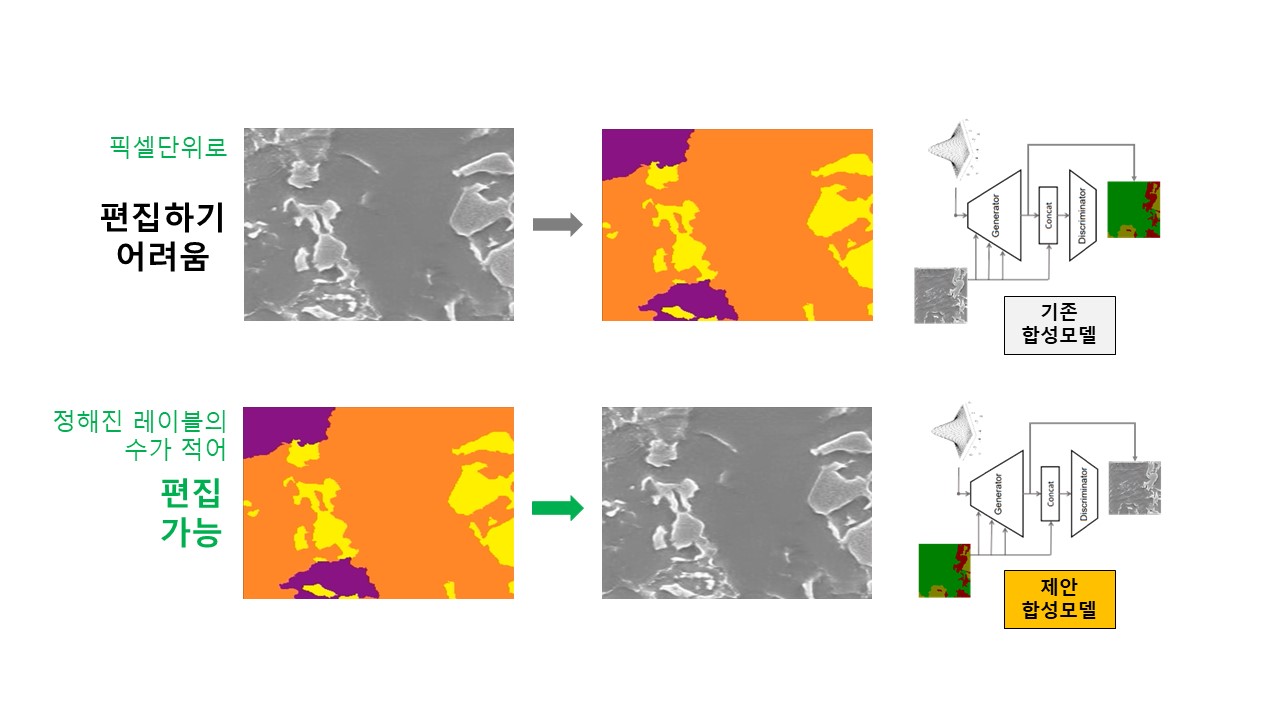 픽셀단위로
편집하기
어려움
Generator
Concat
Discriminator
기존
합성모델
정해진 레이블의
수가 적어
편집
가능
Generator
Concat
Discriminator
제안
합성모델